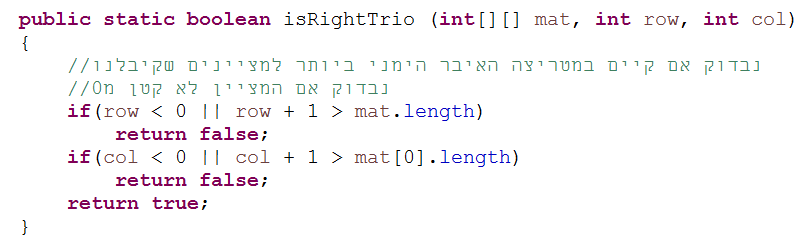 public static boolean isRightTrio (int[][] mat, int row, int col)
{
//נבדוק אם קיים במטריצה האיבר הימני ביותר למציינים שקיבלנו
//נבדוק אם המציין לא קטן מ0
if(row < 0 || row + 1 > mat.length)
return false;
if(col < 0 || col + 1 > mat[0].length)
return false;
return true;
}